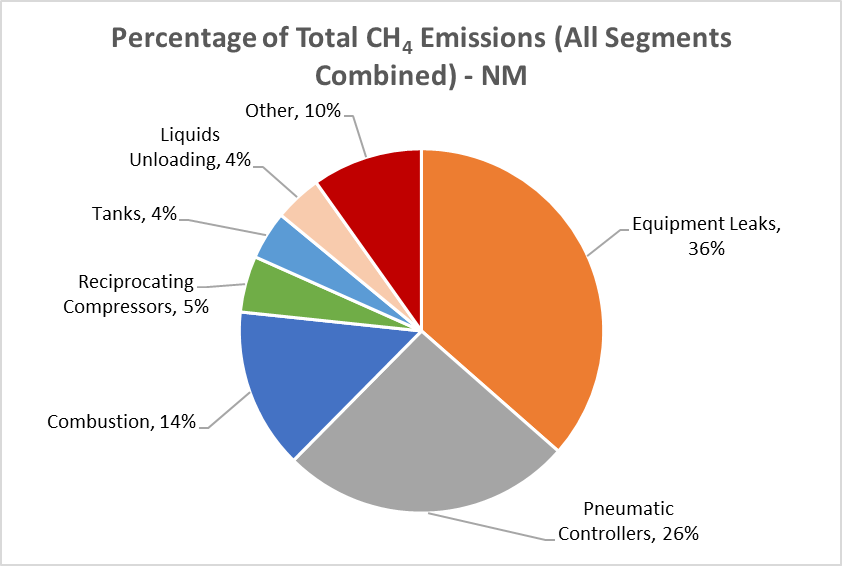 Percentage of Total CH₄ Emissions (All Segments
Combined) - NM
Other, 10%
Liquids
Unloading, 4%
Tanks, 4%
Reciprocating
Compressors, 5%
Combustion, 14%
Equipment Leaks,
36%
Pneumatic
Controllers, 26%